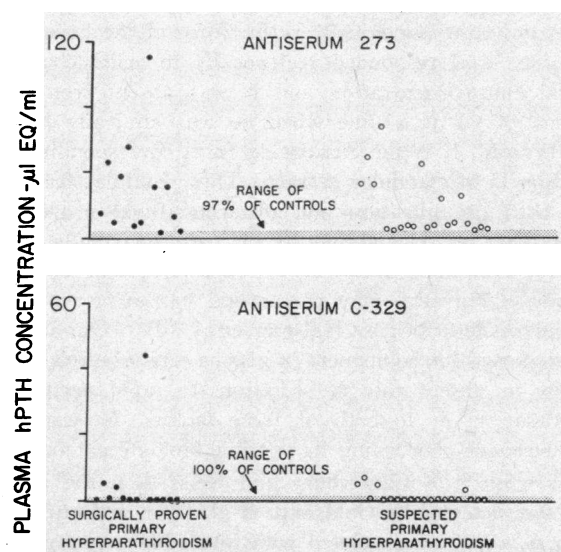 PLASMA hPTH CONCENTRATION-µl EQ/ml
120
ANTISERUM 273
RANGE OF
97% OF CONTROLS
60
ANTISERUM C-329
RANGE OF
100% OF CONTROLS
SURGICALLY PROVEN
PRIMARY
HYPERPARATHYROIDISM
SUSPECTED
PRIMARY
HYPERPARATHYROIDISM